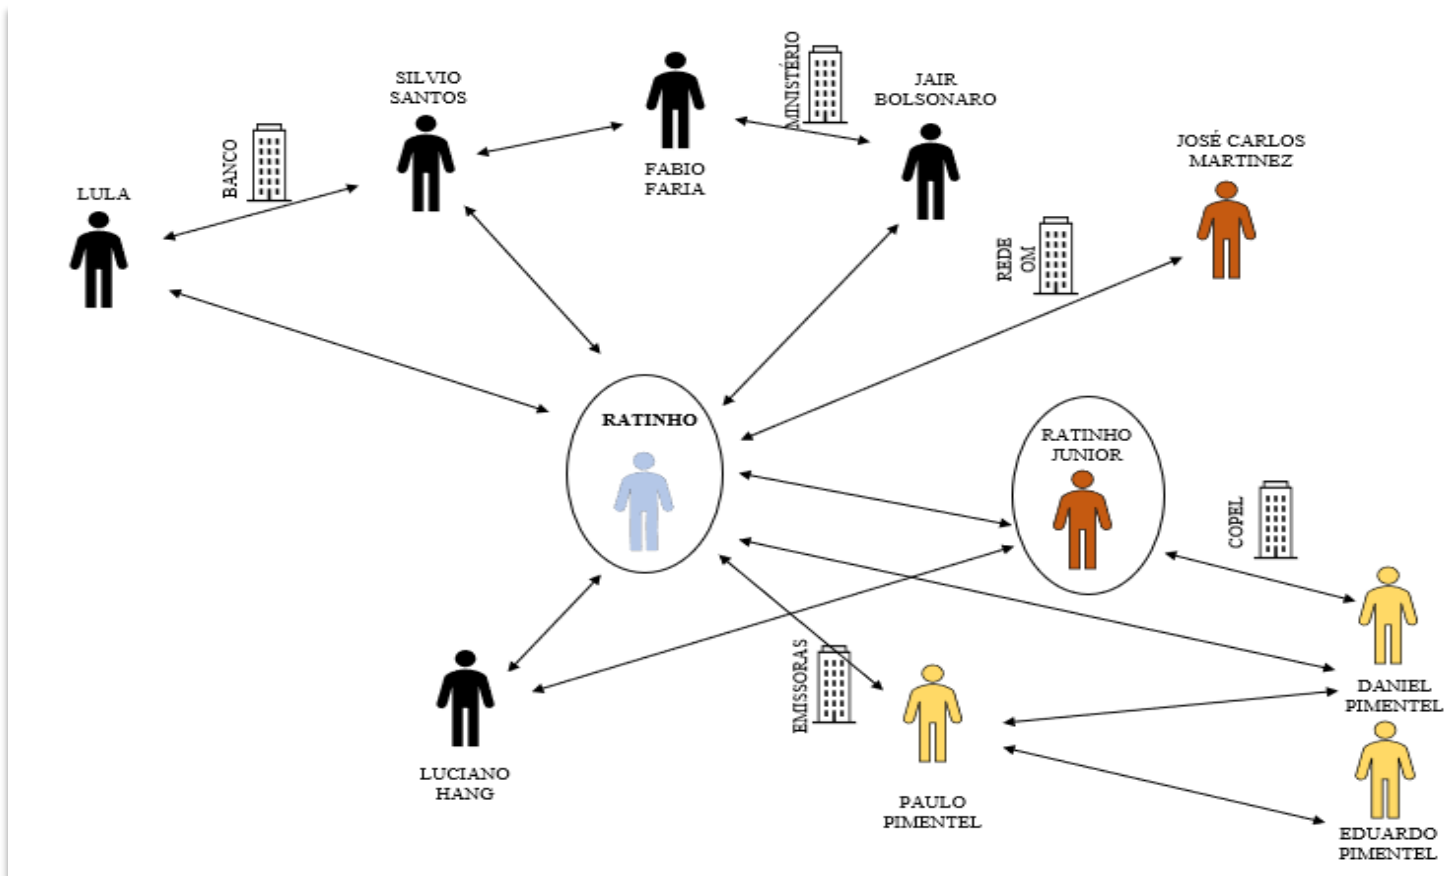 SILVIO
SANTOS
MINISTÉRIO
JAIR
BOLSONARO
JOSÉ CARLOS
MARTINEZ
BANCO
FABIO
FARIA
LULA
REDE
OM
RATINHO
RATINHO
JUNIOR
COPEL
EMISSORAS
DANIEL
PIMENTEL
LUCIANO
HANG
PAULO
PIMENTEL
EDUARDO
PIMENTEL